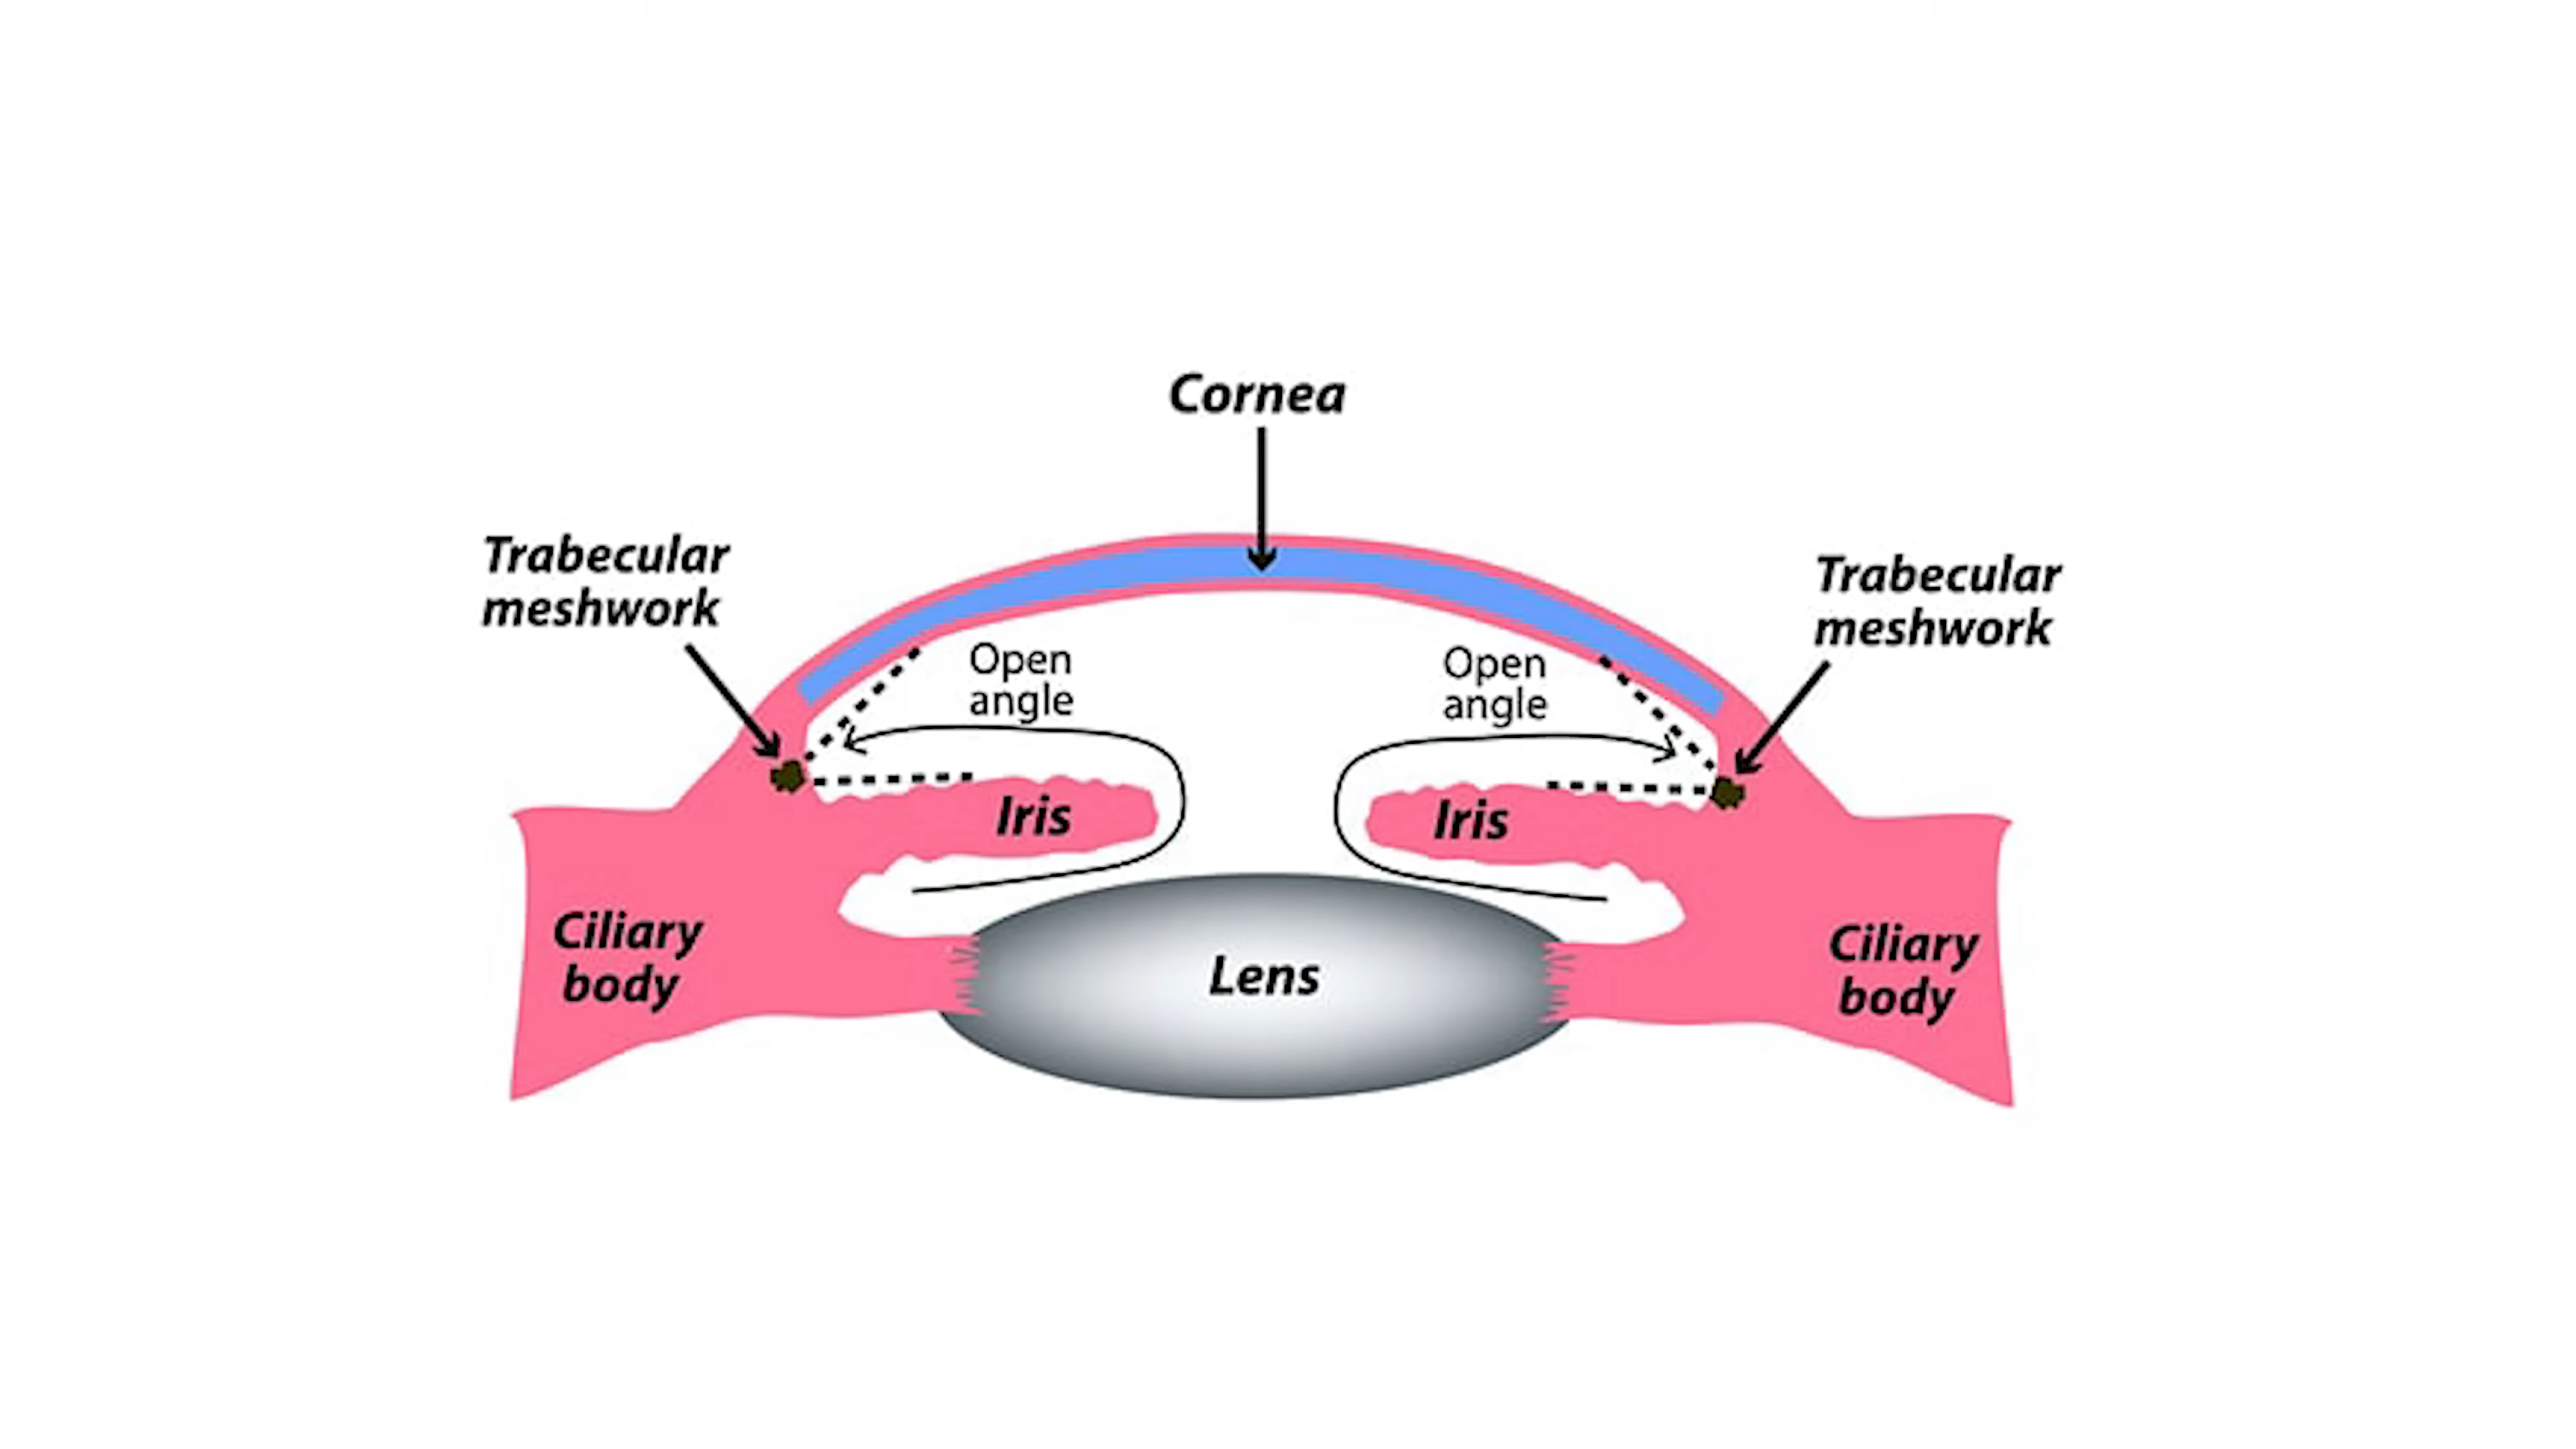 Cornea
Trabecular
meshwork
Trabecular
meshwork
Open
angle
Open
angle
Iris
Iris
Ciliary
body
Lens
Ciliary
body